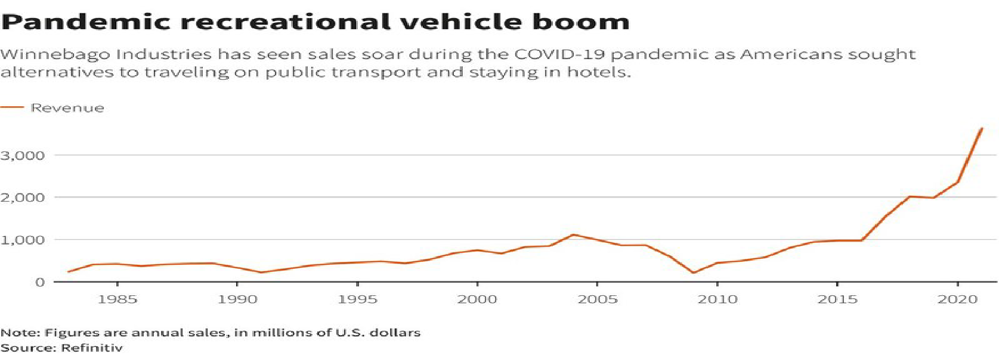 Pandemic recreational vehicle boom
Winnebago Industries has seen sales soar during the COVID-19 pandemic as Americans sought
alternatives to traveling on public transport and staying in hotels.
Revenue
3,000
2,000
1,000
0
1985 1990 1995 2000 2005 2010 2015 2020
Note: Figures are annual sales, in millions of U.S. dollars
Source: Refinitiv